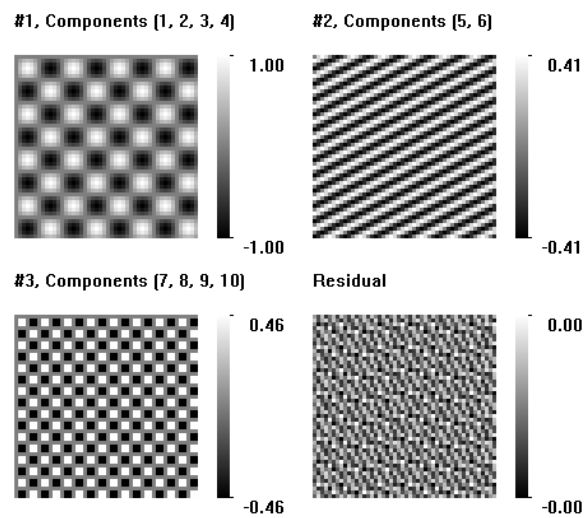 #1, Components (1, 2, 3, 4)
1.00
-1.00
#2, Components (5, 6)
0.41
-0.41
#3, Components (7, 8, 9, 10)
0.46
-0.46
Residual
0.00
-0.00